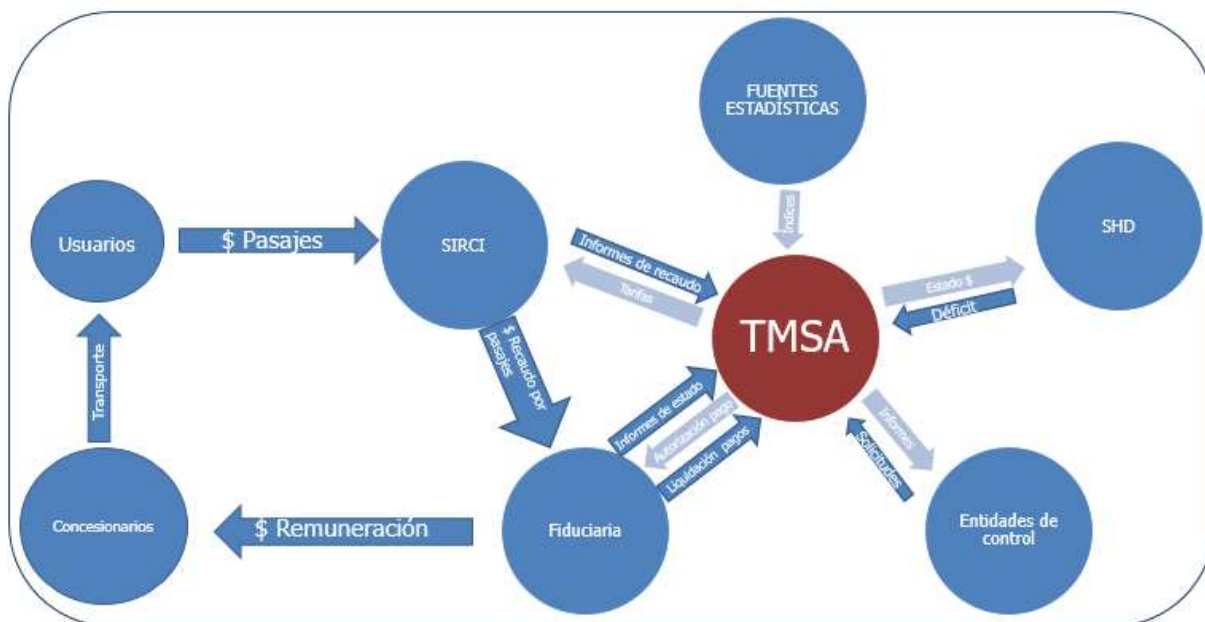 FUENTES
ESTADÍSTICAS
Índices
Usuarios
$ Pasajes
SIRCI
Informes de recaudo
Tarifas
TMSA
SHD
Estado $
Déficit
$ Recaudo por
pasajes
Transporte
Informes de estado
Autorización pago
Liquidación pagos
Informes
Solicitudes
Concesionarios
$ Remuneración
Fiduciaria
Entidades de
control